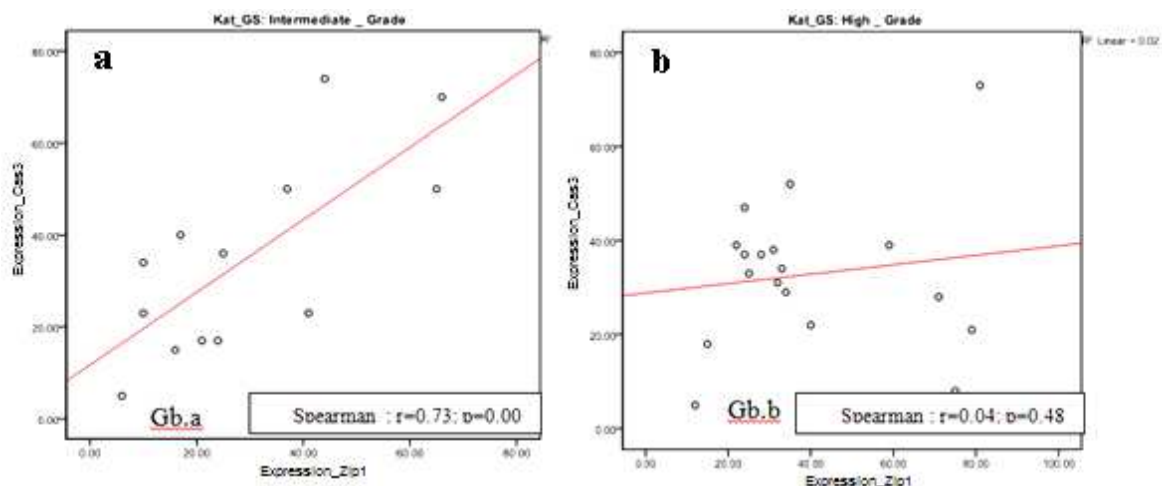 Kat_GS: Intermediate _ Grade
a
80.00
60.00
40.00
20.00
0.00
Expression_Cas3
Gb.a
Spearman : r=0.73; p=0.00
0.00 20.00 40.00 60.00 80.00
Expression_Zip1
Kat_GS: High _ Grade
b
R² Linear = 0.02
80.00
60.00
40.00
20.00
0.00
Expression_Cas3
Gb.b
Spearman : r=0.04; p=0.48
0.00 20.00 40.00 60.00 80.00 100.00
Expression_Zip1